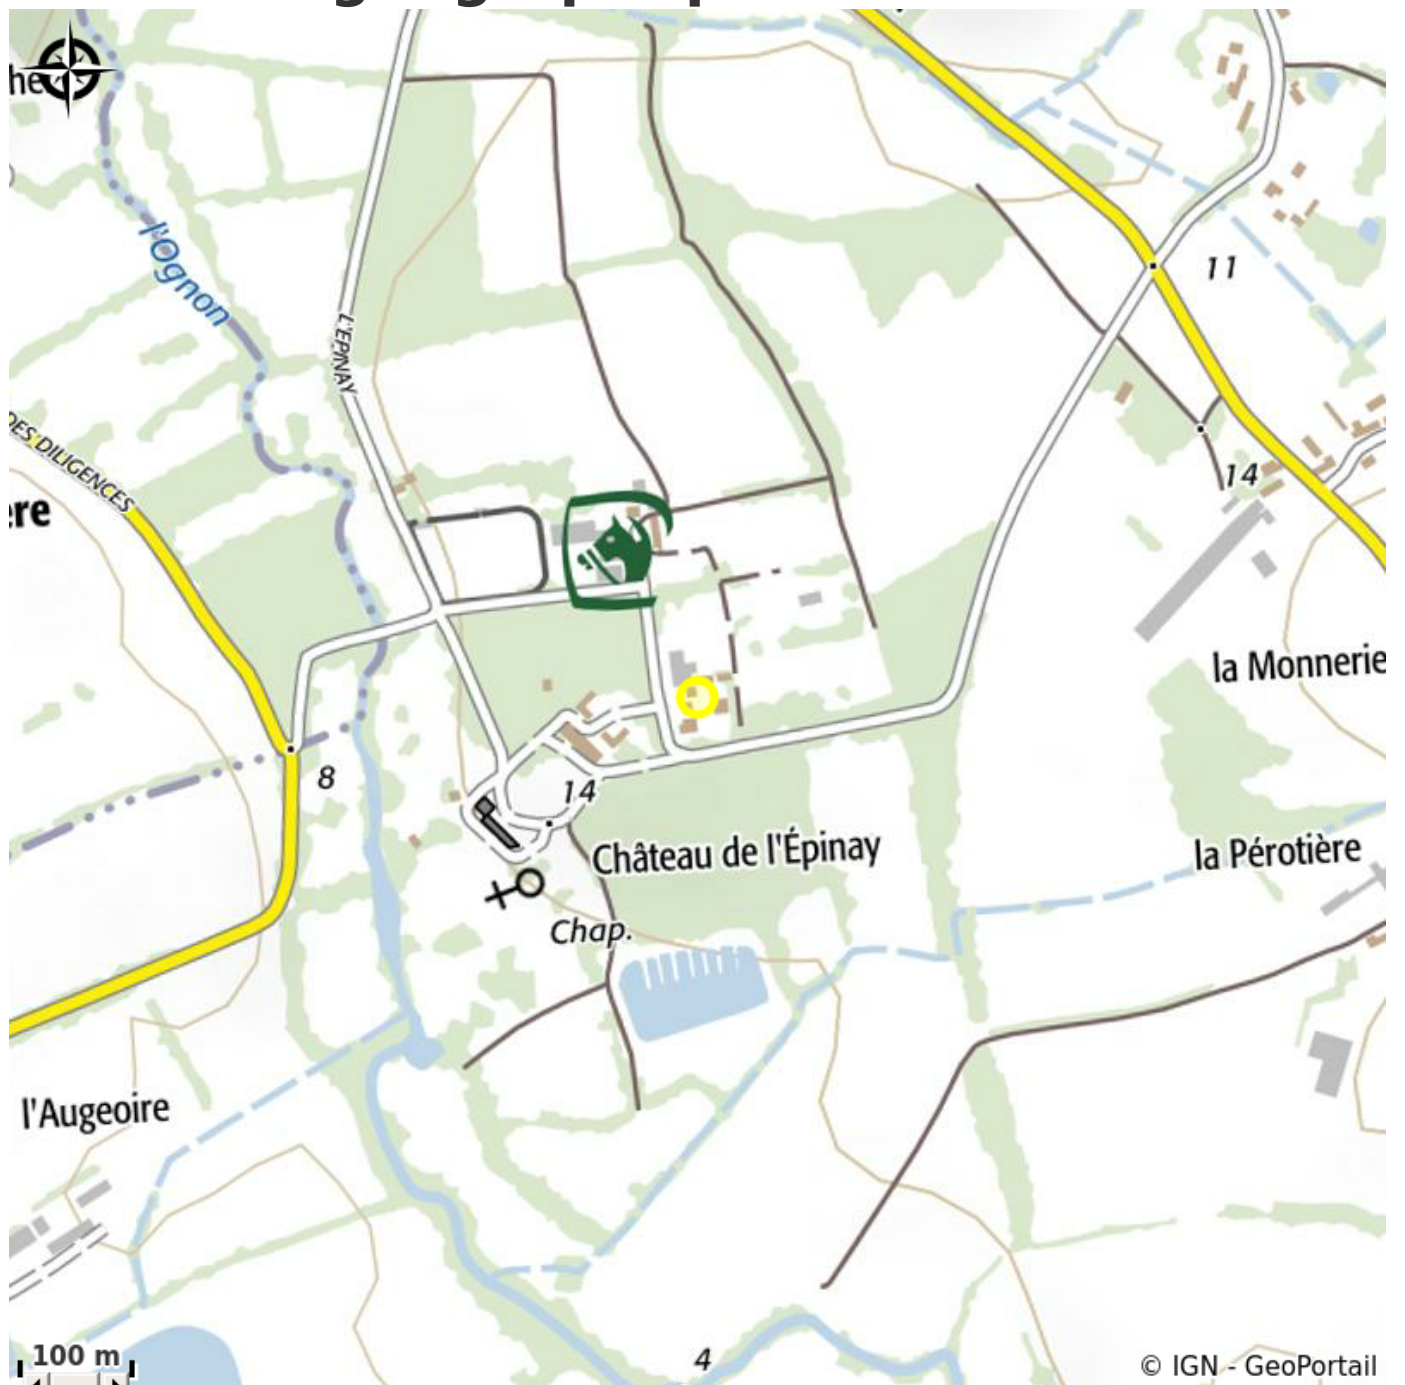 he
l'Ognon
11
L'EPINAY
DES DILIGENCES
14
ère
la Monnerie
8
14
Château de l'Épinay
la Pérotière
Chap.
l'Augeoire
4
100 m
© IGN - GeoPortail